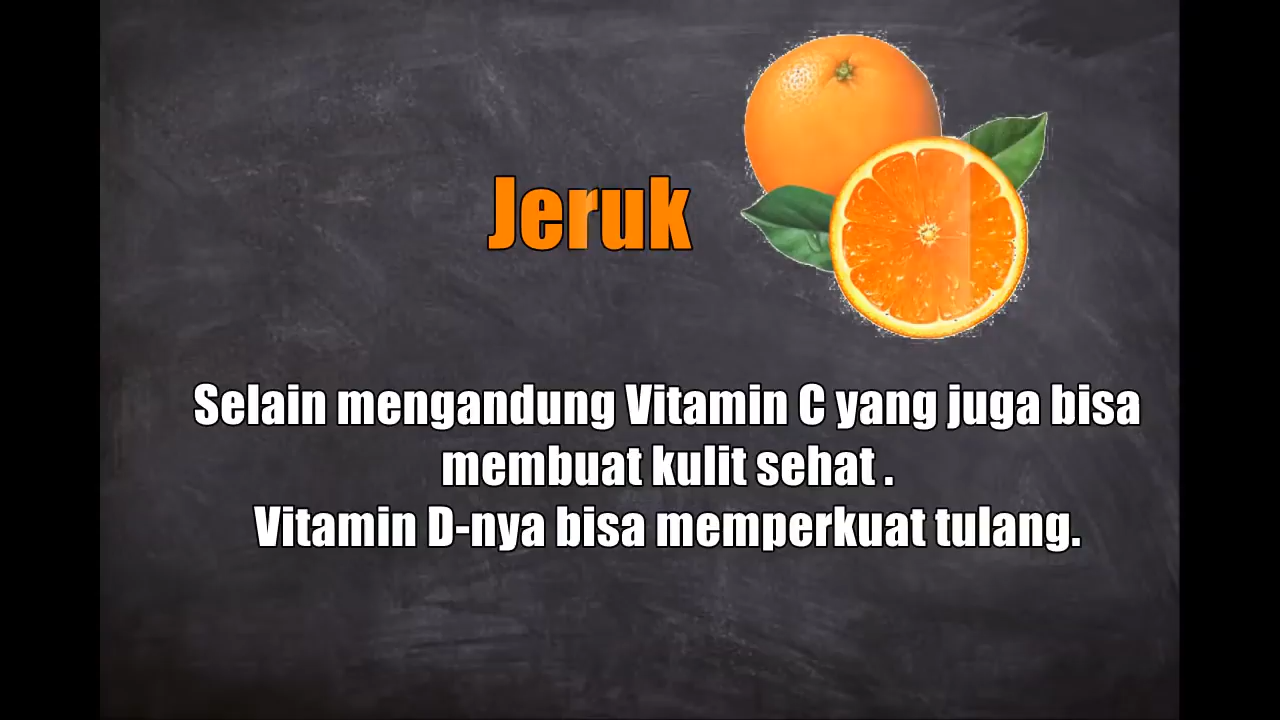 Jeruk
Selain mengandung Vitamin C yang juga bisa
membuat kulit sehat .
Vitamin D-nya bisa memperkuat tulang.